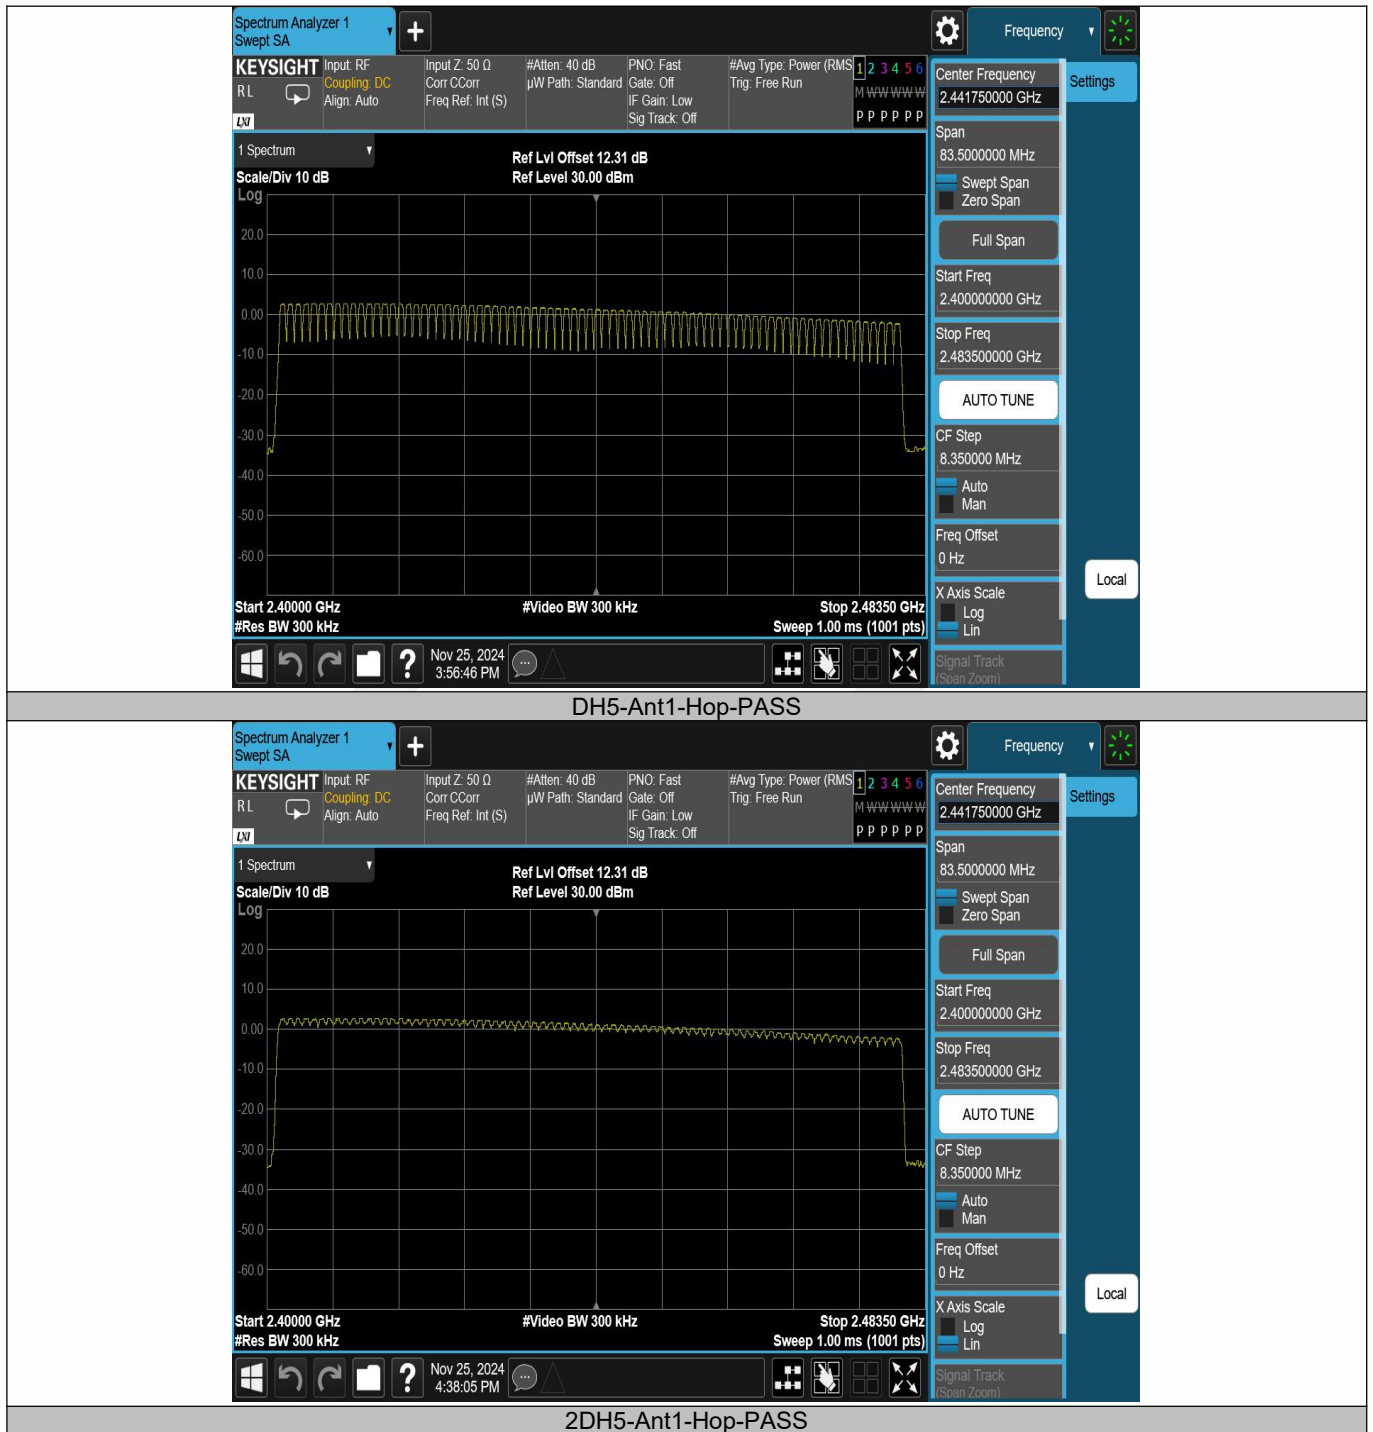 Spectrum Analyzer 1
Swept SA
Frequency
KEYSIGHT
RL
LXI
Input: RF
Coupling: DC
Align: Auto
Input Z: 50 Ω
Corr CCorr
Freq Ref: Int (S)
#Atten: 40 dB
µW Path: Standard
PNO: Fast
Gate: Off
IF Gain: Low
Sig Track: Off
#Avg Type: Power (RMS
Trig: Free Run
1 2 3 4 5 6
M W W W W W
P P P P P P
1 Spectrum
Scale/Div 10 dB
Ref Lvl Offset 12.31 dB
Ref Level 30.00 dBm
Log
20.0
10.0
0.00
-10.0
-20.0
-30.0
-40.0
-50.0
-60.0
Start 2.40000 GHz
#Res BW 300 kHz
#Video BW 300 kHz
Stop 2.48350 GHz
Sweep 1.00 ms (1001 pts)
Nov 25, 2024
3:56:46 PM
Center Frequency
2.441750000 GHz
Span
83.5000000 MHz
Swept Span
Zero Span
Full Span
Start Freq
2.400000000 GHz
Stop Freq
2.483500000 GHz
AUTO TUNE
CF Step
8.350000 MHz
Auto
Man
Freq Offset
0 Hz
X Axis Scale
Log
Lin
Signal Track
(Span Zoom)
Settings
Local
DH5-Ant1-Hop-PASS
Spectrum Analyzer 1
Swept SA
Frequency
KEYSIGHT
RL
LXI
Input: RF
Coupling: DC
Align: Auto
Input Z: 50 Ω
Corr CCorr
Freq Ref: Int (S)
#Atten: 40 dB
µW Path: Standard
PNO: Fast
Gate: Off
IF Gain: Low
Sig Track: Off
#Avg Type: Power (RMS
Trig: Free Run
1 2 3 4 5 6
M W W W W W
P P P P P P
1 Spectrum
Scale/Div 10 dB
Ref Lvl Offset 12.31 dB
Ref Level 30.00 dBm
Log
20.0
10.0
0.00
-10.0
-20.0
-30.0
-40.0
-50.0
-60.0
Start 2.40000 GHz
#Res BW 300 kHz
#Video BW 300 kHz
Stop 2.48350 GHz
Sweep 1.00 ms (1001 pts)
Nov 25, 2024
4:38:05 PM
Center Frequency
2.441750000 GHz
Span
83.5000000 MHz
Swept Span
Zero Span
Full Span
Start Freq
2.400000000 GHz
Stop Freq
2.483500000 GHz
AUTO TUNE
CF Step
8.350000 MHz
Auto
Man
Freq Offset
0 Hz
X Axis Scale
Log
Lin
Signal Track
(Span Zoom)
Settings
Local
2DH5-Ant1-Hop-PASS